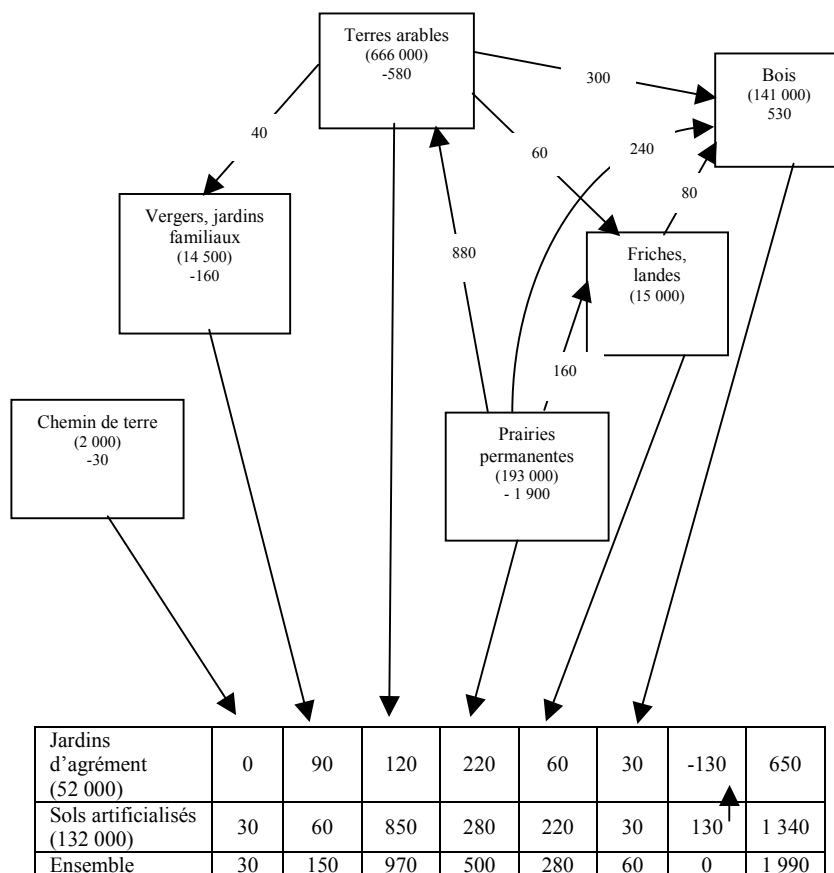 Terres arables
(666 000)
-580
Bois
(141 000)
530
300
40
60
240
80
Vergers, jardins
familiaux
(14 500)
-160
880
Friches,
landes
(15 000)
160
Chemin de terre
(2 000)
-30
Prairies
permanentes
(193 000)
- 1 900
Jardins
d'agrément
(52 000)
0 90 120 220 60 30 -130 650
Sols artificialisés
(132 000)
30 60 850 280 220 30 130 1 340
Ensemble 30 150 970 500 280 60 0 1 990